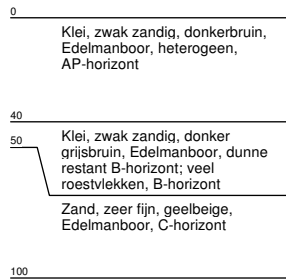 0
Klei, zwak zandig, donkerbruin,
Edelmanboor, heterogeen,
AP-horizont
40
Klei, zwak zandig, donker
grijsbruin, Edelmanboor, dunne
restant B-horizont; veel
roestvlekken, B-horizont
50
Zand, zeer fijn, geelbeige,
Edelmanboor, C-horizont
100